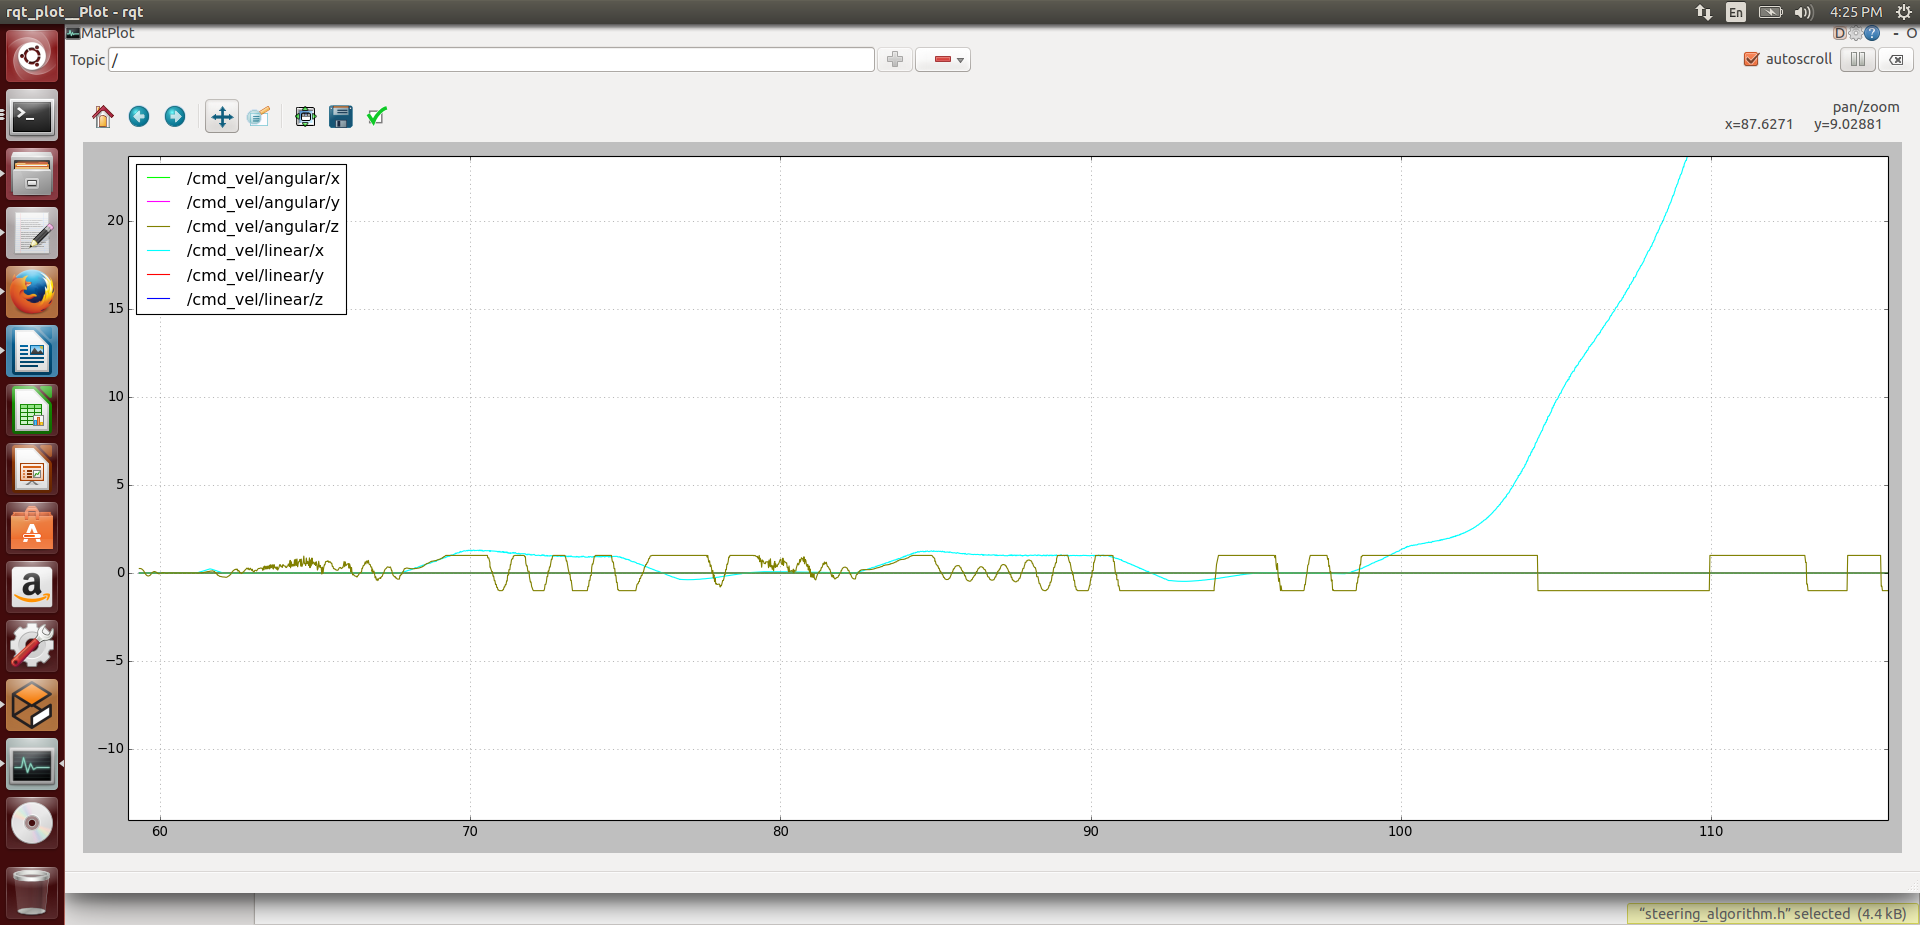 rqt_plot__Plot - rqt
En
4:25 PM
MatPlot
D
?
- O
Topic /
autoscroll
pan/zoom
x=87.6271 y=9.02881
/cmd_vel/angular/x
/cmd_vel/angular/y
/cmd_vel/angular/z
/cmd_vel/linear/x
/cmd_vel/linear/y
/cmd_vel/linear/z
20
15
10
5
0
−5
−10
60 70 80 90 100 110
>_
A
a
“steering_algorithm.h” selected (4.4 kB)